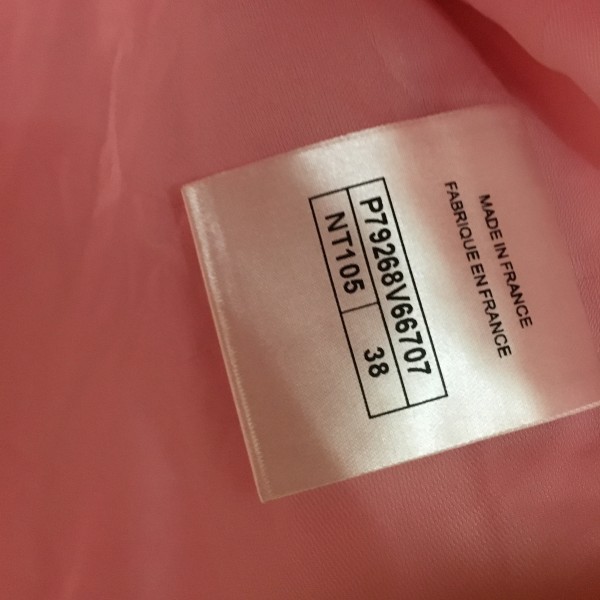 MADE IN FRANCE
FABRIQUE EN FRANCE
P79268V66707
NT105 38